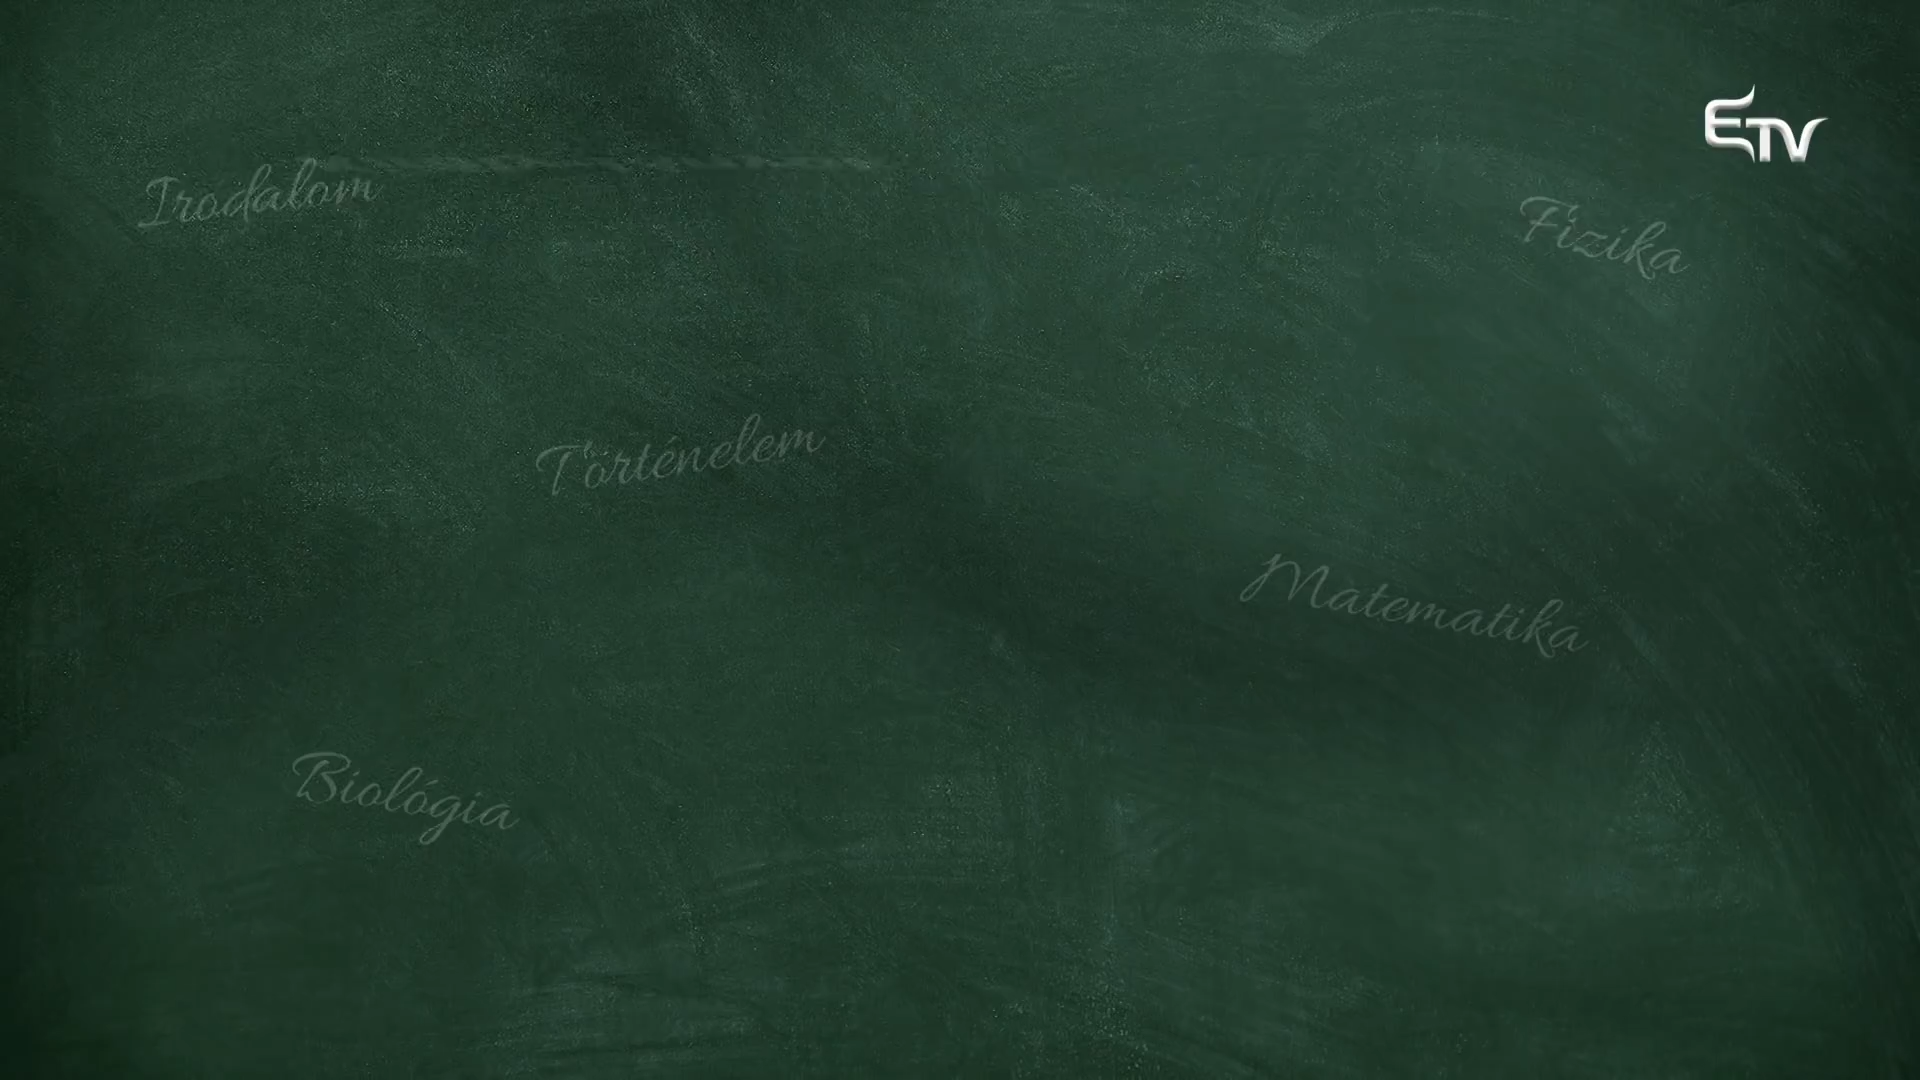 ETV
Irodalom
Fizika
Történelem
Matematika
Biológia